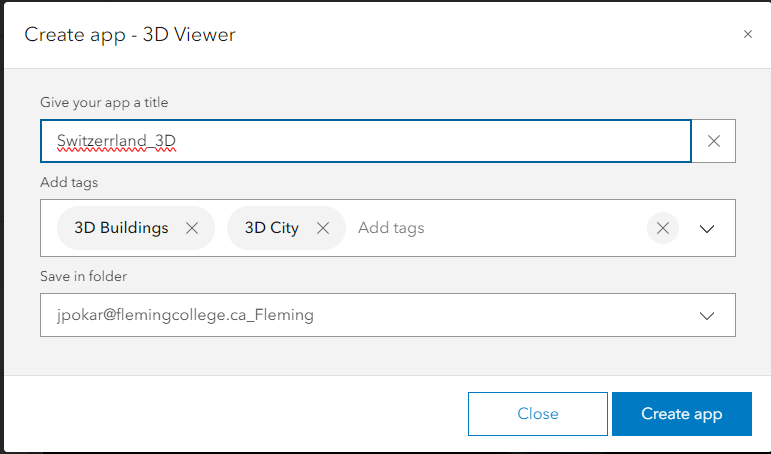 Create app - 3D Viewer
Give your app a title
Switzerrland_3D
Add tags
3D Buildings 3D City Add tags
Save in folder
jpokar@flemingcollege.ca_Fleming
Close Create app